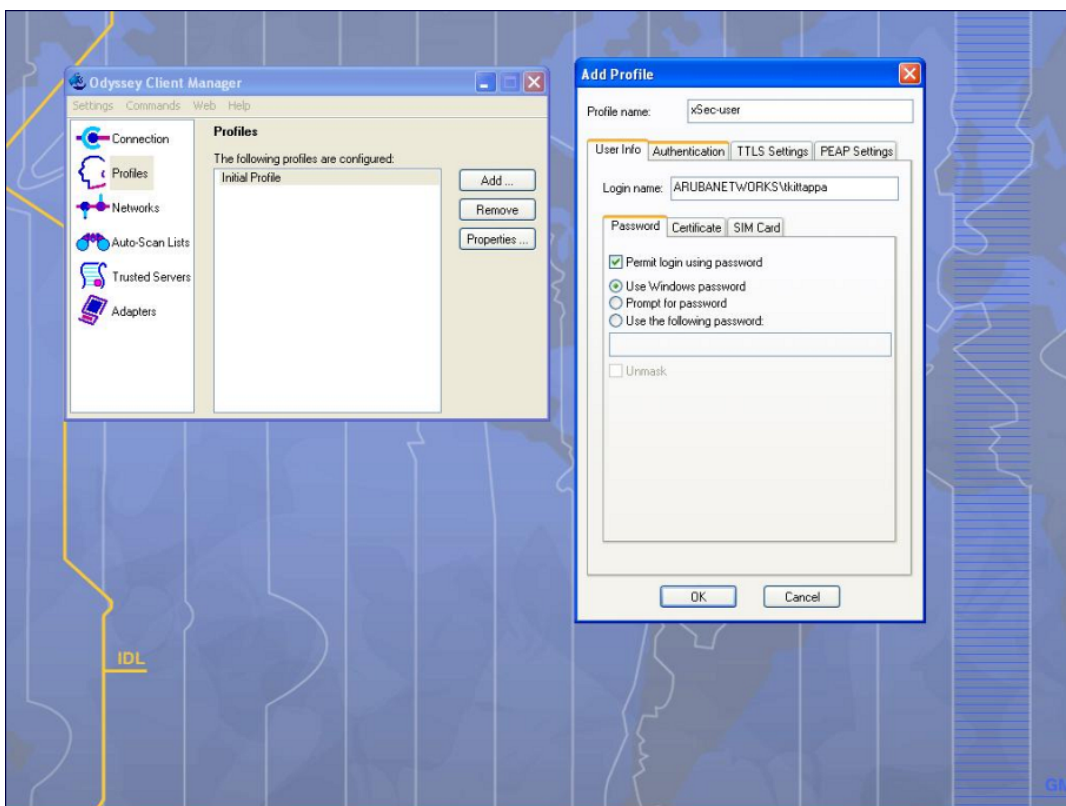 Odyssey Client Manager
Settings Commands Web Help
Connection
Profiles
Networks
Auto-Scan Lists
Trusted Servers
Adapters
Profiles
The following profiles are configured:
Initial Profile
Add ...
Remove
Properties ...
Add Profile
Profile name: xSec-user
User Info Authentication TTLS Settings PEAP Settings
Login name: ARUBANETWORKS\tkittappa
Password Certificate SIM Card
Permit login using password
Use Windows password
Prompt for password
Use the following password:
Unmask
OK Cancel
IDL